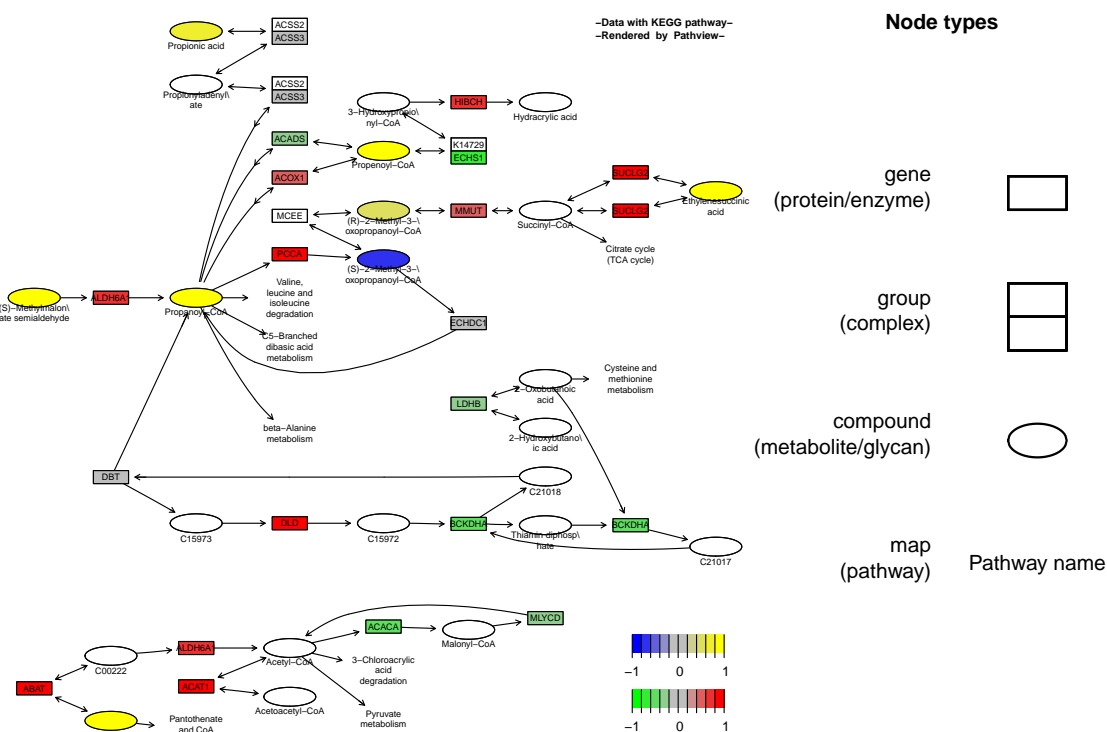 –Data with KEGG pathway–
–Rendered by Pathview–
Node types
ACSS2
ACSS3
Propionic acid
ACSS2
ACSS3
Propionyladenyl\
ate
3–Hydroxypropio\
nyl–CoA
HIBCH
Hydracrylic acid
ACADS
K14729
ECHS1
Propenoyl–CoA
ACOX1
SUCLG2
Ethylenesuccinic
acid
gene
(protein/enzyme)
MCEE
(R)–2–Methyl–3–\
oxopropanoyl–CoA
MMUT
Succinyl–CoA
SUCLG2
Citrate cycle
(TCA cycle)
PCCA
(S)–2–Methyl–3–\
oxopropanoyl–CoA
(S)–Methylmalon\
ate semialdehyde
ALDH6A1
Propanoyl–CoA
Valine,
leucine and
isoleucine
degradation
group
(complex)
ECHDC1
C5–Branched
dibasic acid
metabolism
2–Oxobutanoic
acid
Cysteine and
methionine
metabolism
LDHB
beta–Alanine
metabolism
2–Hydroxybutano\
ic acid
compound
(metabolite/glycan)
DBT
C21018
C15973
DLD
C15972
BCKDHA
Thiamin diphosp\
hate
BCKDHA
C21017
map
(pathway)
Pathway name
MLYCD
ACACA
Malonyl–CoA
C00222
ALDH6A1
Acetyl–CoA
3–Chloroacrylic
acid
degradation
ABAT
ACAT1
Acetoacetyl–CoA
Pyruvate
metabolism
Pantothenate
and CoA
–1 0 1
–1 0 1